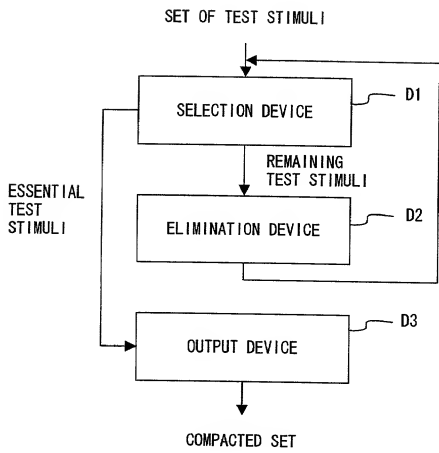 SET OF TEST STIMULI
D1
SELECTION DEVICE
REMAINING
TEST STIMULI
ESSENTIAL
TEST
STIMULI
D2
ELIMINATION DEVICE
D3
OUTPUT DEVICE
COMPACTED SET